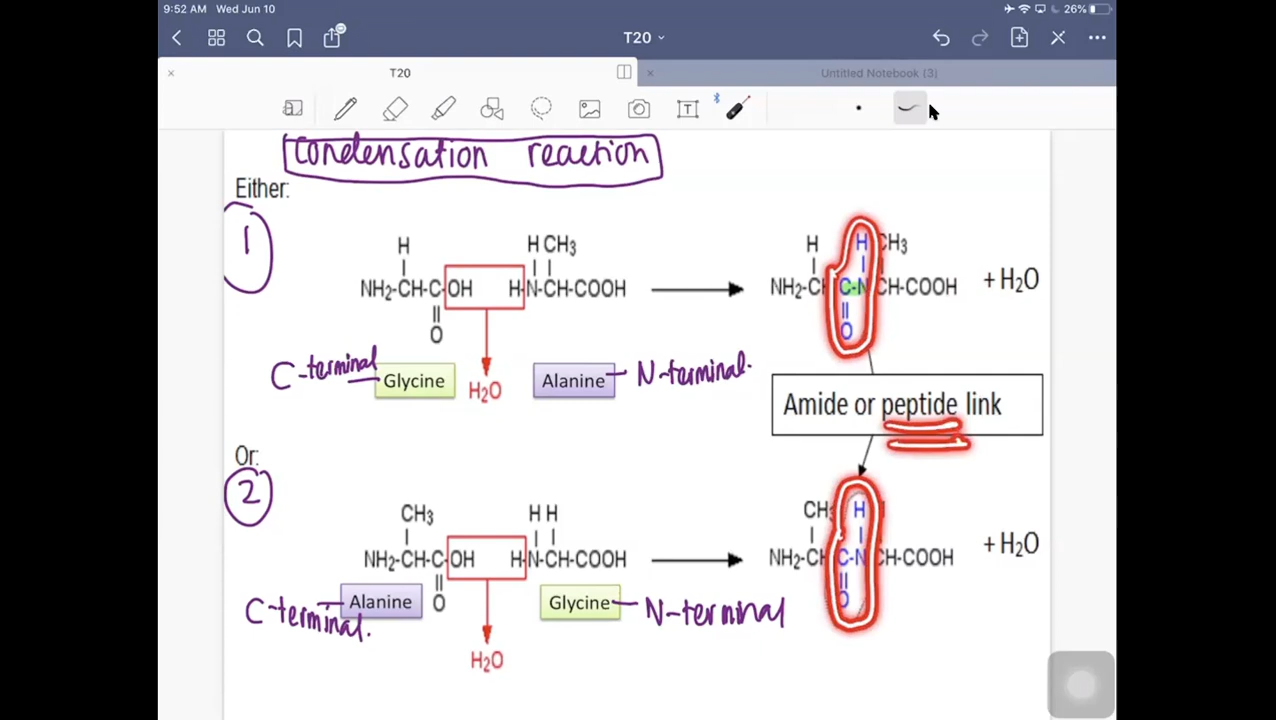 9:52 AM Wed Jun 10
26%
T20
T20
Untitled Notebook (3)
T
condensation reaction
Either:
1
H
NH₂-CH-C-OH
O
H CH₃
H-N-CH-COOH
H₂O
C-terminal
Glycine
Alanine
N-terminal.
H
H
CH₃
NH₂-CH
C-N
CH-COOH
O
+ H₂O
Amide or peptide link
Or:
2
CH₃
NH₂-CH-C-OH
O
H H
H-N-CH-COOH
H₂O
C-terminal.
Alanine
Glycine
N-terminal
CH₃
H
NH₂-CH
C-N
CH-COOH
O
+ H₂O